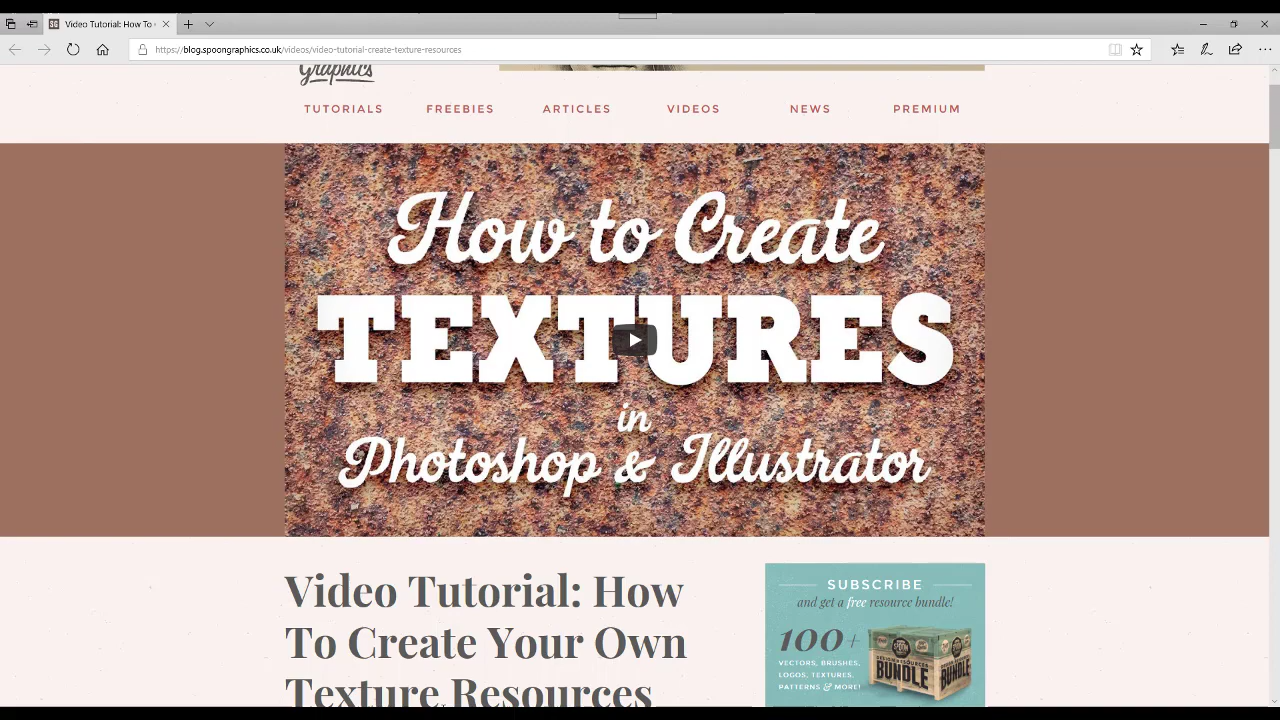 Video Tutorial: How To
https://blog.spoongraphics.co.uk/videos/video-tutorial-create-texture-resources
Graphics
TUTORIALS FREEBIES ARTICLES VIDEOS NEWS PREMIUM
How to Create
TEXTURES
in
Photoshop & Illustrator
Video Tutorial: How
To Create Your Own
Texture Resources
SUBSCRIBE
and get a free resource bundle!
100+
VECTORS, BRUSHES,
LOGOS, TEXTURES,
PATTERNS & MORE!
BUNDLE
BUNDLE